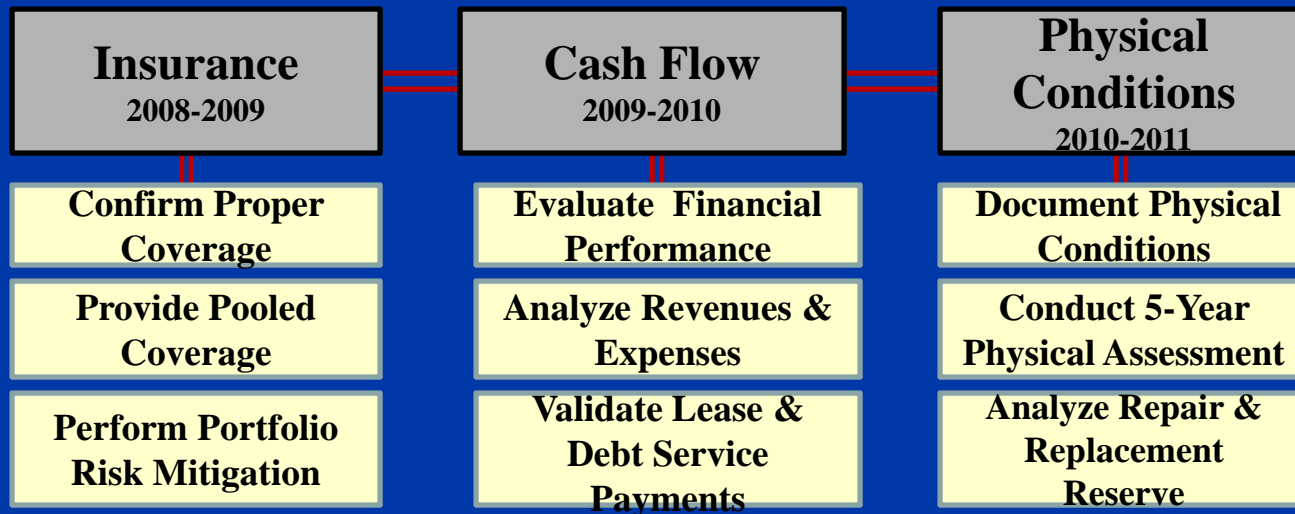 Insurance
2008-2009
Confirm Proper
Coverage
Provide Pooled
Coverage
Perform Portfolio
Risk Mitigation
Cash Flow
2009-2010
Evaluate  Financial
Performance
Analyze Revenues &
Expenses
Validate Lease &
Debt Service
Payments
Physical
Conditions
2010-2011
Document Physical
Conditions
Conduct 5-Year
Physical Assessment
Analyze Repair &
Replacement
Reserve